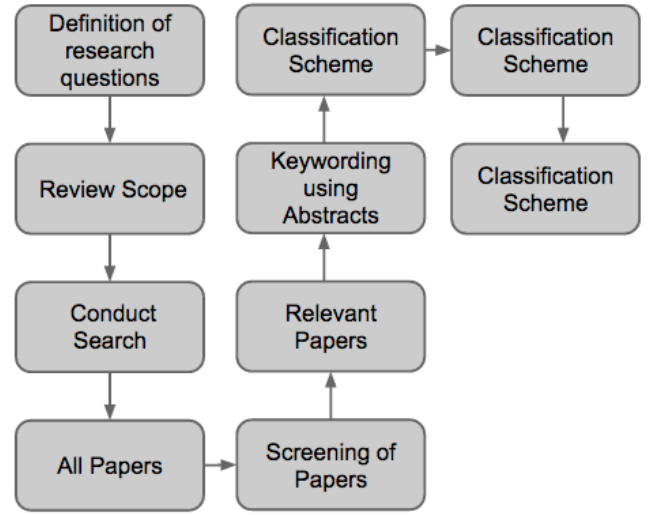 Definition of
research
questions
Review Scope
Conduct
Search
All Papers
Screening of
Papers
Relevant
Papers
Keywording
using
Abstracts
Classification
Scheme
Classification
Scheme
Classification
Scheme